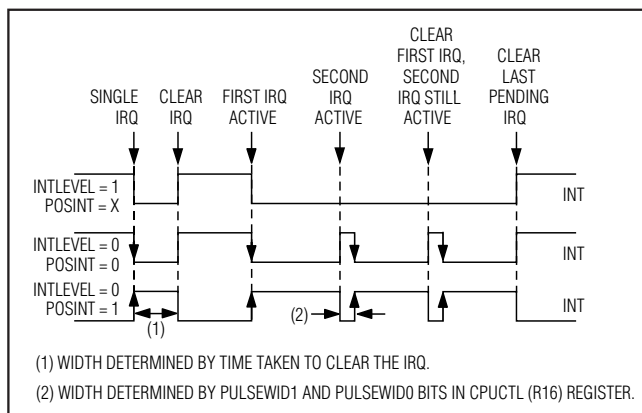 CLEAR
FIRST IRQ,
SECOND
IRQ STILL
ACTIVE
CLEAR
LAST
PENDING
IRQ
SECOND
IRQ
ACTIVE
SINGLE
IRQ
CLEAR
IRQ
FIRST IRQ
ACTIVE
INTLEVEL = 1
POSINT = X
INT
INTLEVEL = 0
POSINT = 0
INT
INTLEVEL = 0
POSINT = 1
INT
(1)
(2)
(1) WIDTH DETERMINED BY TIME TAKEN TO CLEAR THE IRQ.
(2) WIDTH DETERMINED BY PULSEWID1 AND PULSEWID0 BITS IN CPUCTL (R16) REGISTER.